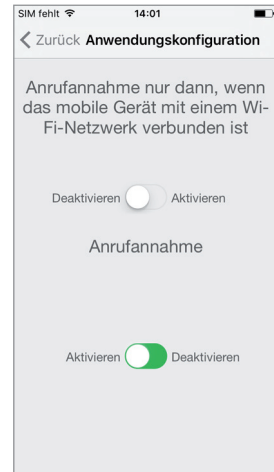 SIM fehlt 14:01
Zurück Anwendungskonfiguration
Anrufannahme nur dann, wenn
das mobile Gerät mit einem Wi-
Fi-Netzwerk verbunden ist
Deaktivieren Aktivieren
Anrufannahme
Aktivieren Deaktivieren